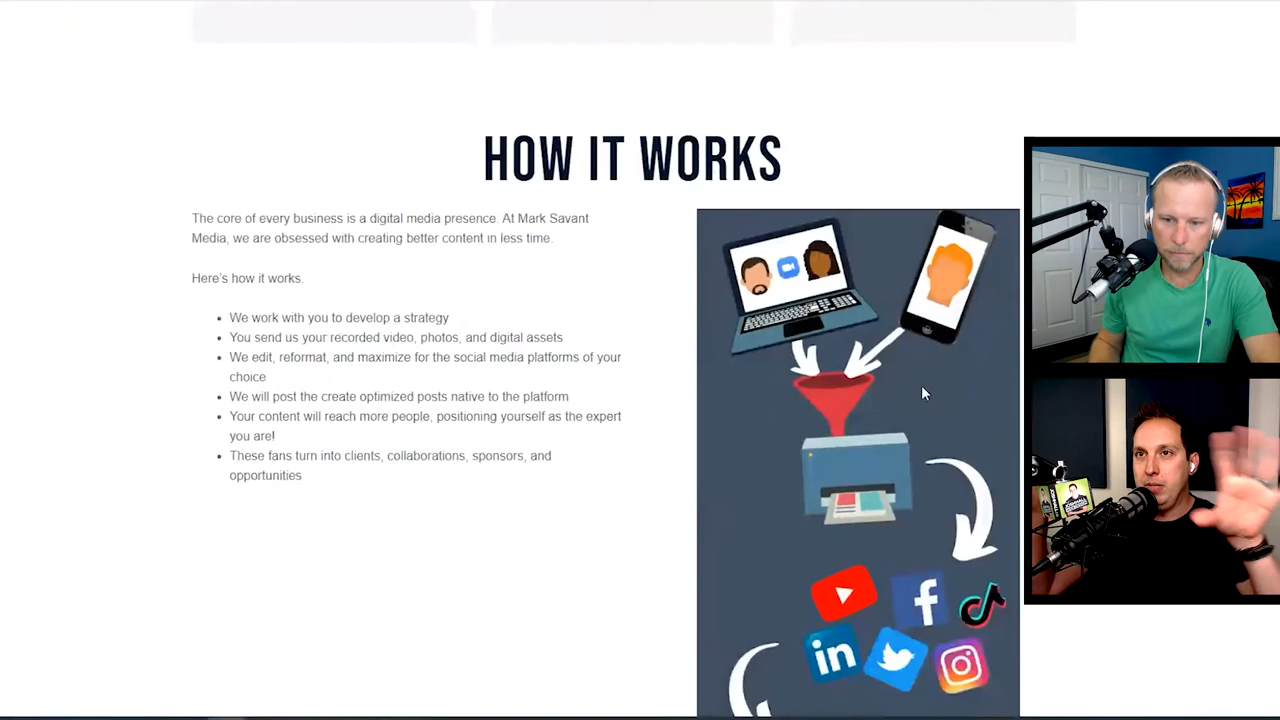 HOW IT WORKS
The core of every business is a digital media presence. At Mark Savant
Media, we are obsessed with creating better content in less time.
Here's how it works.
We work with you to develop a strategy
You send us your recorded video, photos, and digital assets
We edit, reformat, and maximize for the social media platforms of your
choice
We will post the create optimized posts native to the platform
Your content will reach more people, positioning yourself as the expert
you are!
These fans turn into clients, collaborations, sponsors, and
opportunities
f
in